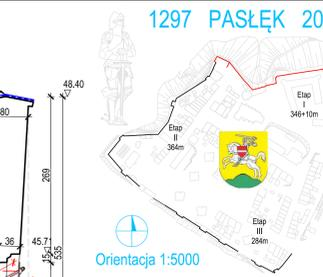 1297 PASŁĘK 20
48.40
80
269
Etap
I
346+10m
Etap
II
364m
Etap
III
284m
36
45.7
15
535
Orientacja 1:5000